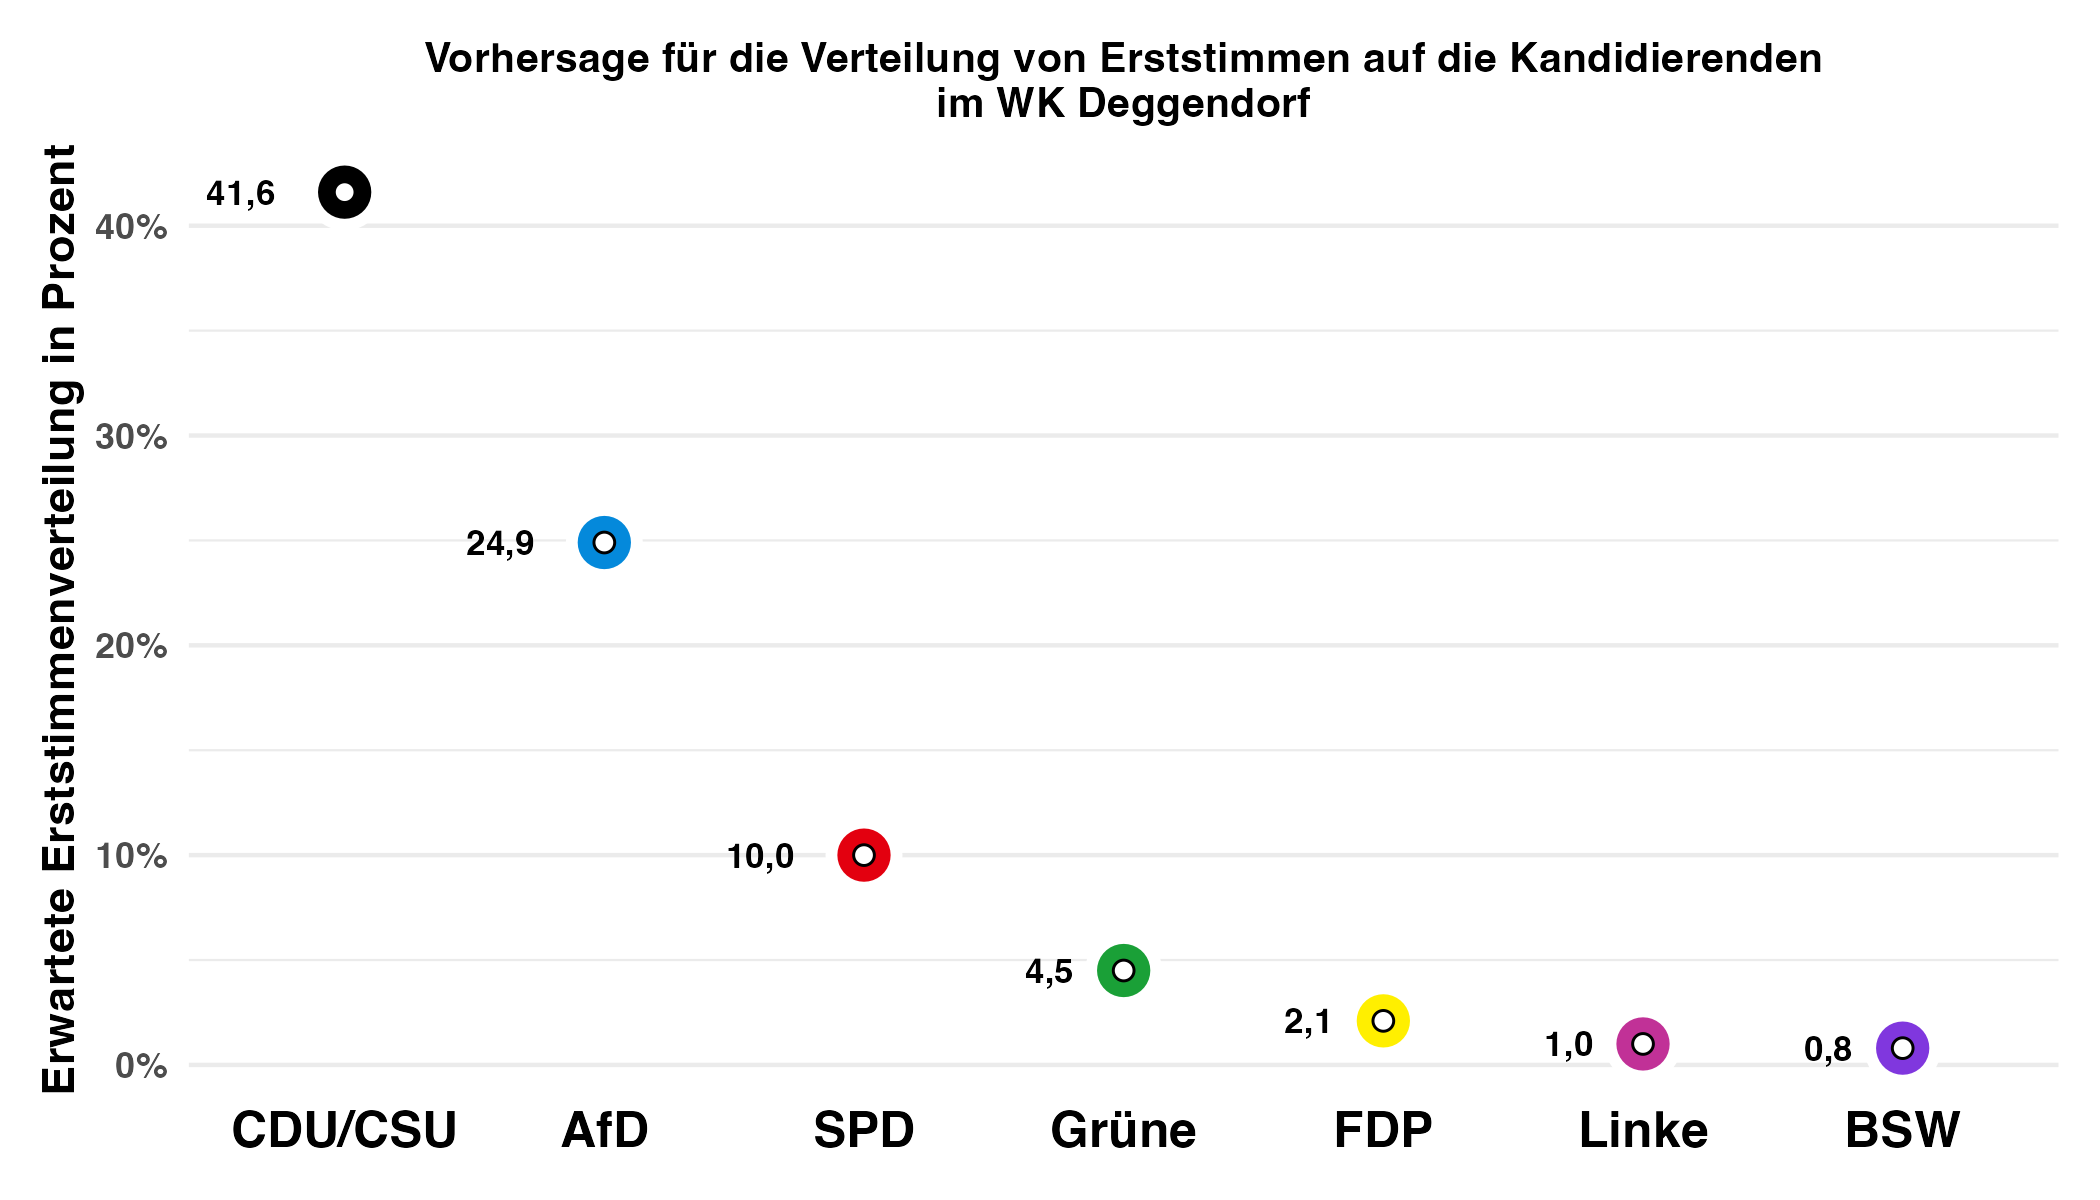 Vorhersage für die Verteilung von Erststimmen auf die Kandidierenden
im WK Deggendorf
Erwartete Erststimmenverteilung in Prozent
40%
30%
20%
10%
0%
41,6
24,9
10,0
4,5
2,1
1,0
0,8
CDU/CSU
AfD
SPD
Grüne
FDP
Linke
BSW